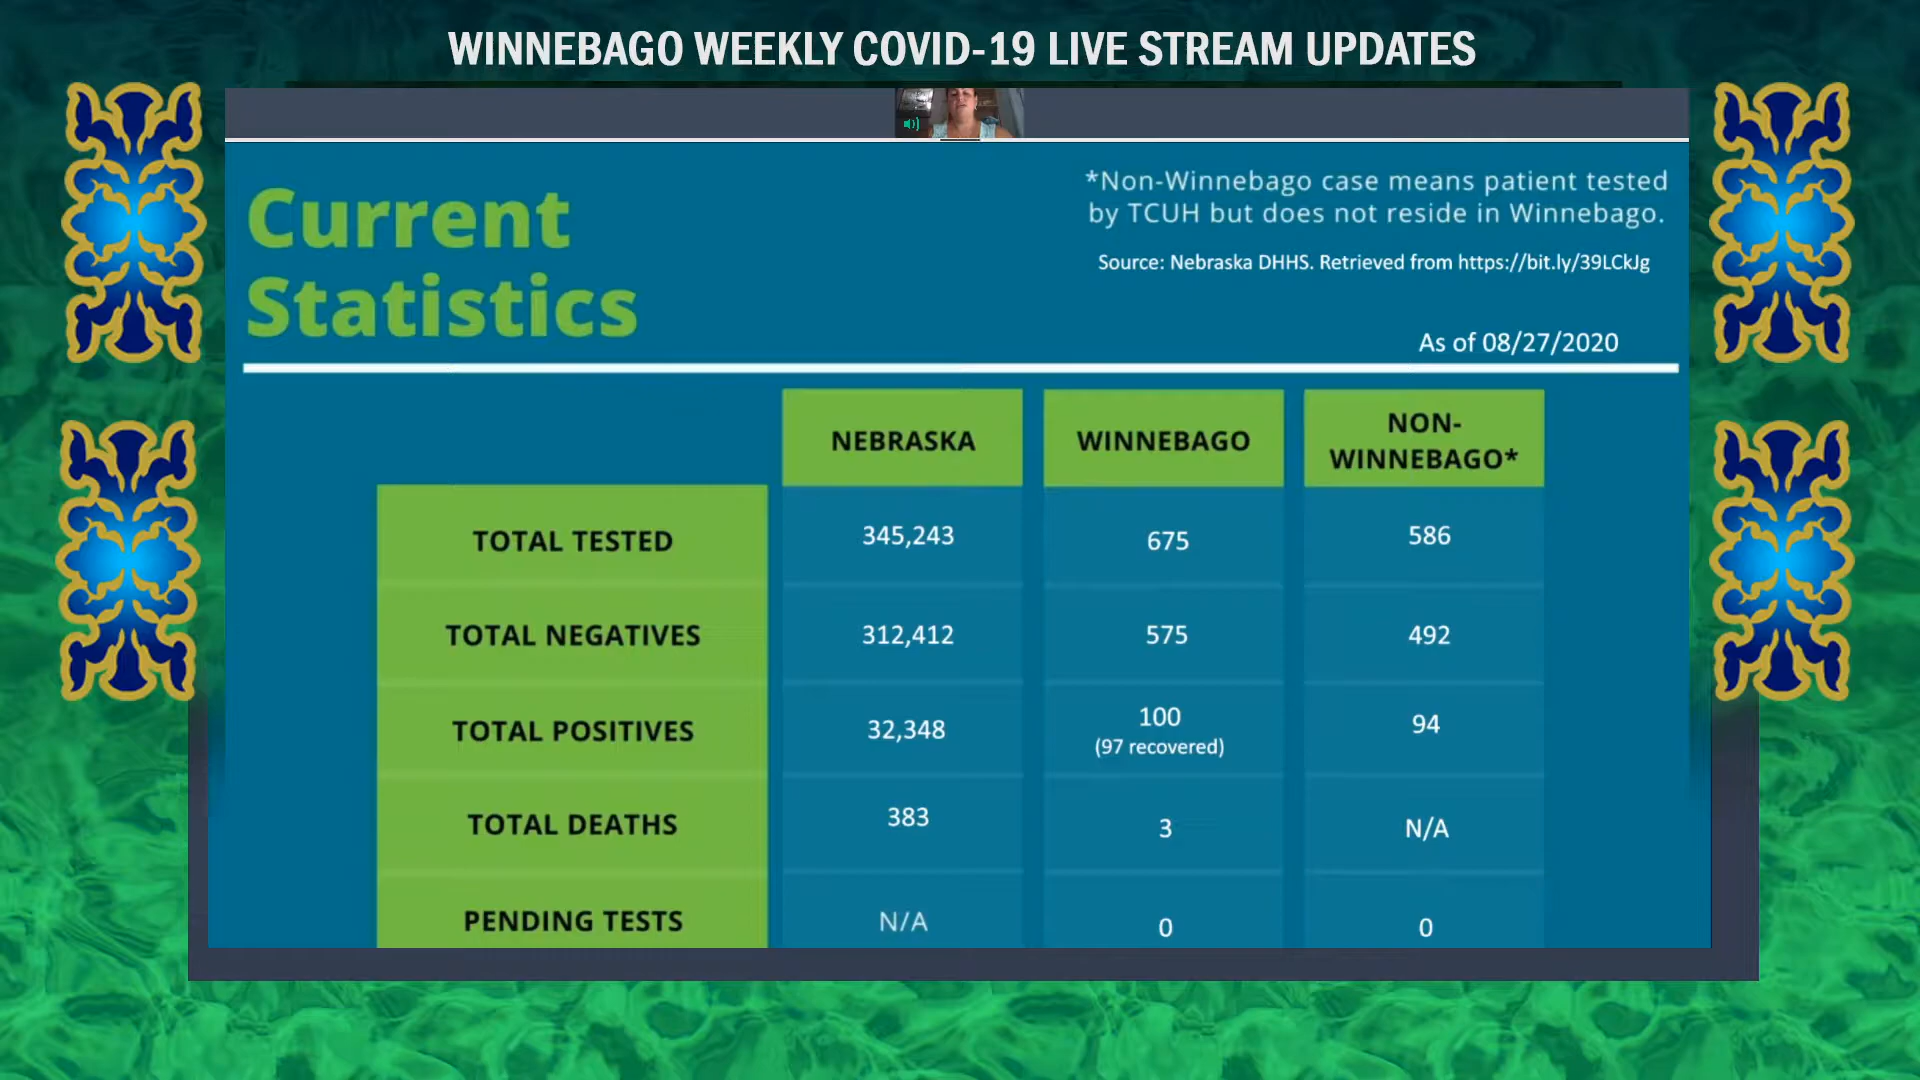 WINNEBAGO WEEKLY COVID-19 LIVE STREAM UPDATES
Current
Statistics
*Non-Winnebago case means patient tested
by TCUH but does not reside in Winnebago.
Source: Nebraska DHHS. Retrieved from https://bit.ly/39LCkJg
As of 08/27/2020
NEBRASKA WINNEBAGO NON-
WINNEBAGO*
TOTAL TESTED 345,243 675 586
TOTAL NEGATIVES 312,412 575 492
TOTAL POSITIVES 32,348 100 94
(97 recovered)
TOTAL DEATHS 383 3 N/A
PENDING TESTS N/A 0 0